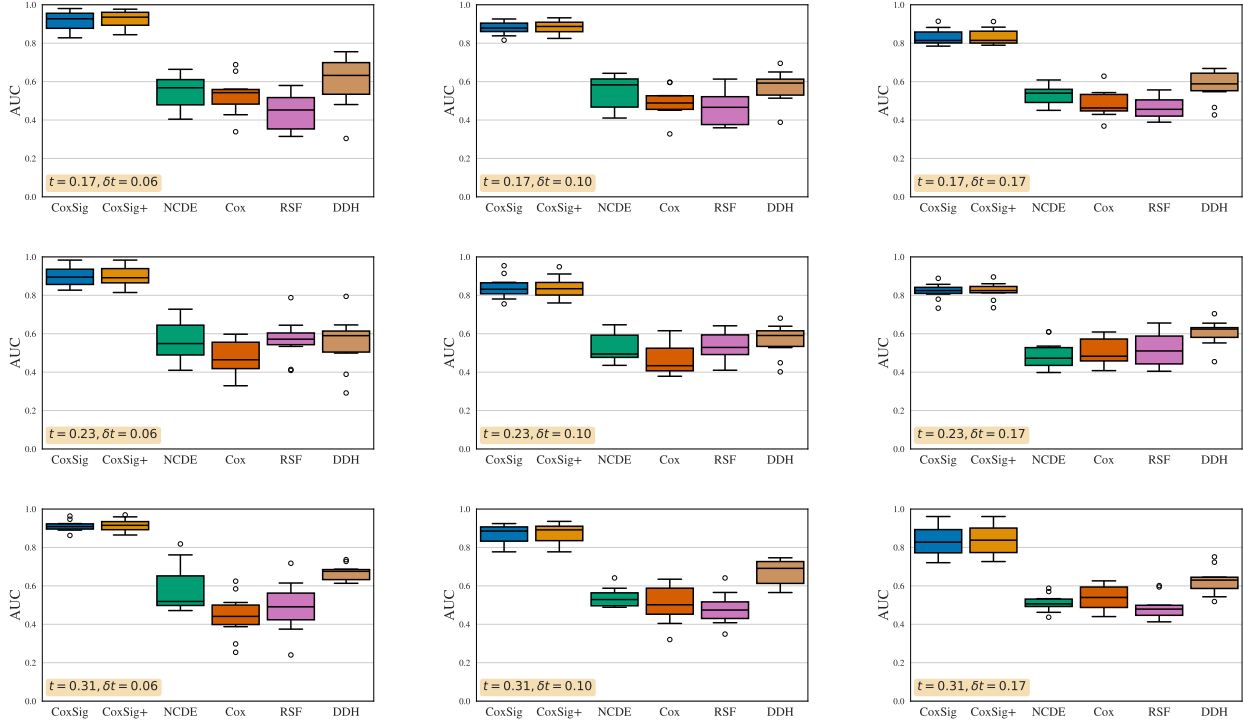 1.0
0.8
0.6
0.4
0.2
0.0
AUC
t = 0.17, δt = 0.06
CoxSig CoxSig+ NCDE Cox RSF DDH
1.0
0.8
0.6
0.4
0.2
0.0
AUC
t = 0.17, δt = 0.10
CoxSig CoxSig+ NCDE Cox RSF DDH
1.0
0.8
0.6
0.4
0.2
0.0
AUC
t = 0.17, δt = 0.17
CoxSig CoxSig+ NCDE Cox RSF DDH
1.0
0.8
0.6
0.4
0.2
0.0
AUC
t = 0.23, δt = 0.06
CoxSig CoxSig+ NCDE Cox RSF DDH
1.0
0.8
0.6
0.4
0.2
0.0
AUC
t = 0.23, δt = 0.10
CoxSig CoxSig+ NCDE Cox RSF DDH
1.0
0.8
0.6
0.4
0.2
0.0
AUC
t = 0.23, δt = 0.17
CoxSig CoxSig+ NCDE Cox RSF DDH
1.0
0.8
0.6
0.4
0.2
0.0
AUC
t = 0.31, δt = 0.06
CoxSig CoxSig+ NCDE Cox RSF DDH
1.0
0.8
0.6
0.4
0.2
0.0
AUC
t = 0.31, δt = 0.10
CoxSig CoxSig+ NCDE Cox RSF DDH
1.0
0.8
0.6
0.4
0.2
0.0
AUC
t = 0.31, δt = 0.17
CoxSig CoxSig+ NCDE Cox RSF DDH